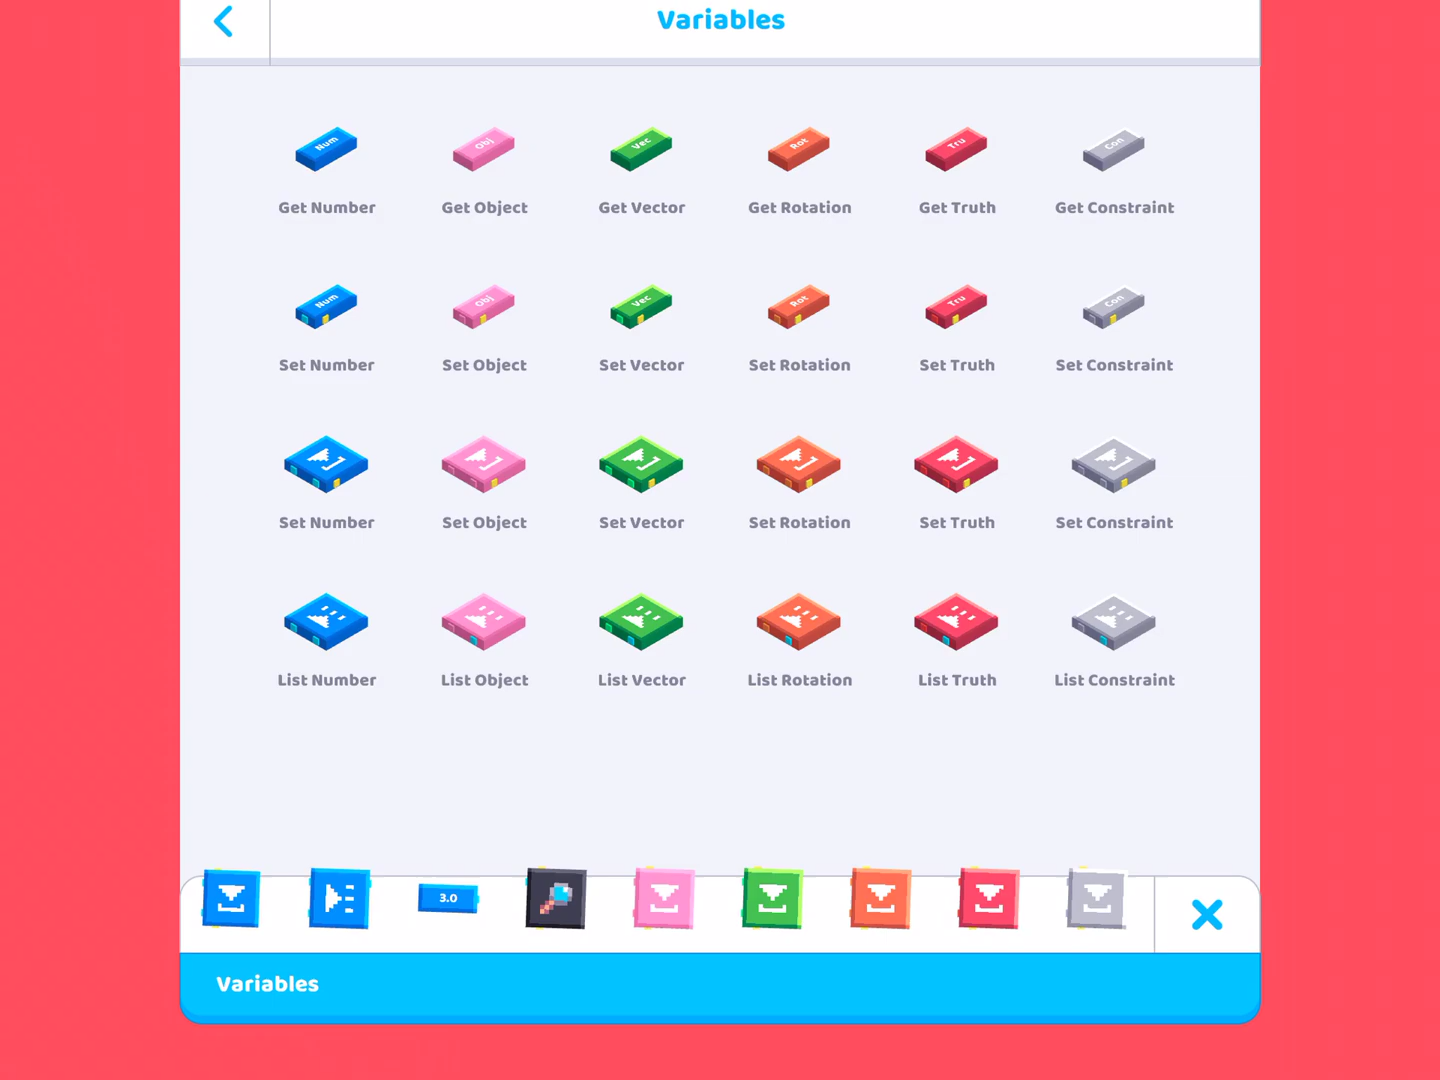 Variables
Num Obj Vec Rot Tru Con
Get Number Get Object Get Vector Get Rotation Get Truth Get Constraint
Num Obj Vec Rot Tru Con
Set Number Set Object Set Vector Set Rotation Set Truth Set Constraint
Set Number Set Object Set Vector Set Rotation Set Truth Set Constraint
List Number List Object List Vector List Rotation List Truth List Constraint
3.0
Variables